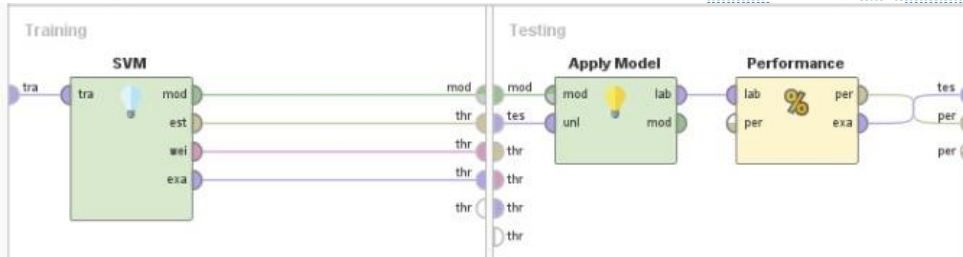 Training
Testing
SVM
Apply Model
Performance
tra
tra
mod
mod
mod
mod
lab
lab
per
tes
est
thr
tes
unl
mod
per
exa
per
wei
thr
thr
per
exa
thr
thr
thr
thr
thr